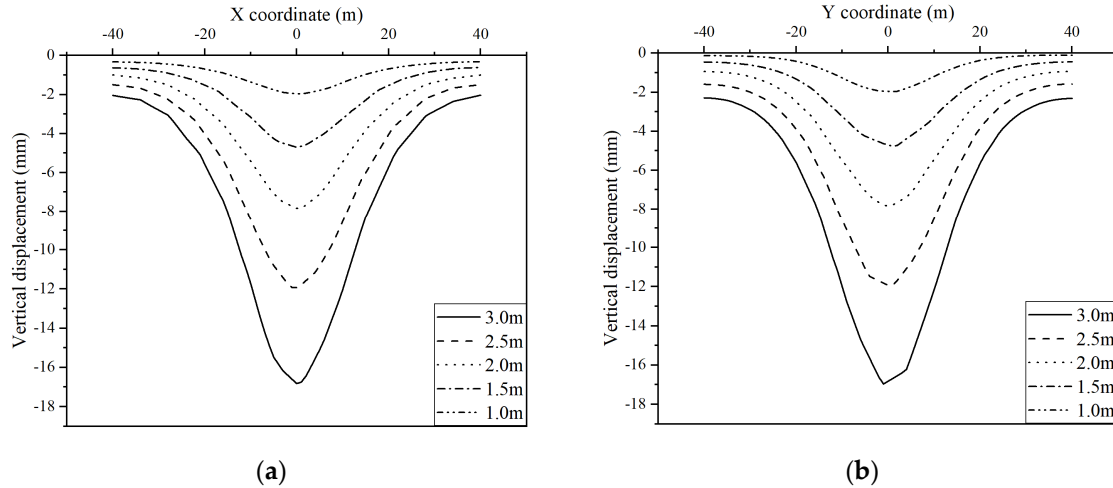 X coordinate (m)
-40 -20 0 20 40
Vertical displacement (mm)
0
-2
-4
-6
-8
-10
-12
-14
-16
-18
3.0m
2.5m
2.0m
1.5m
1.0m
(a)
Y coordinate (m)
-40 -20 0 20 40
Vertical displacement (mm)
0
-2
-4
-6
-8
-10
-12
-14
-16
-18
3.0m
2.5m
2.0m
1.5m
1.0m
(b)